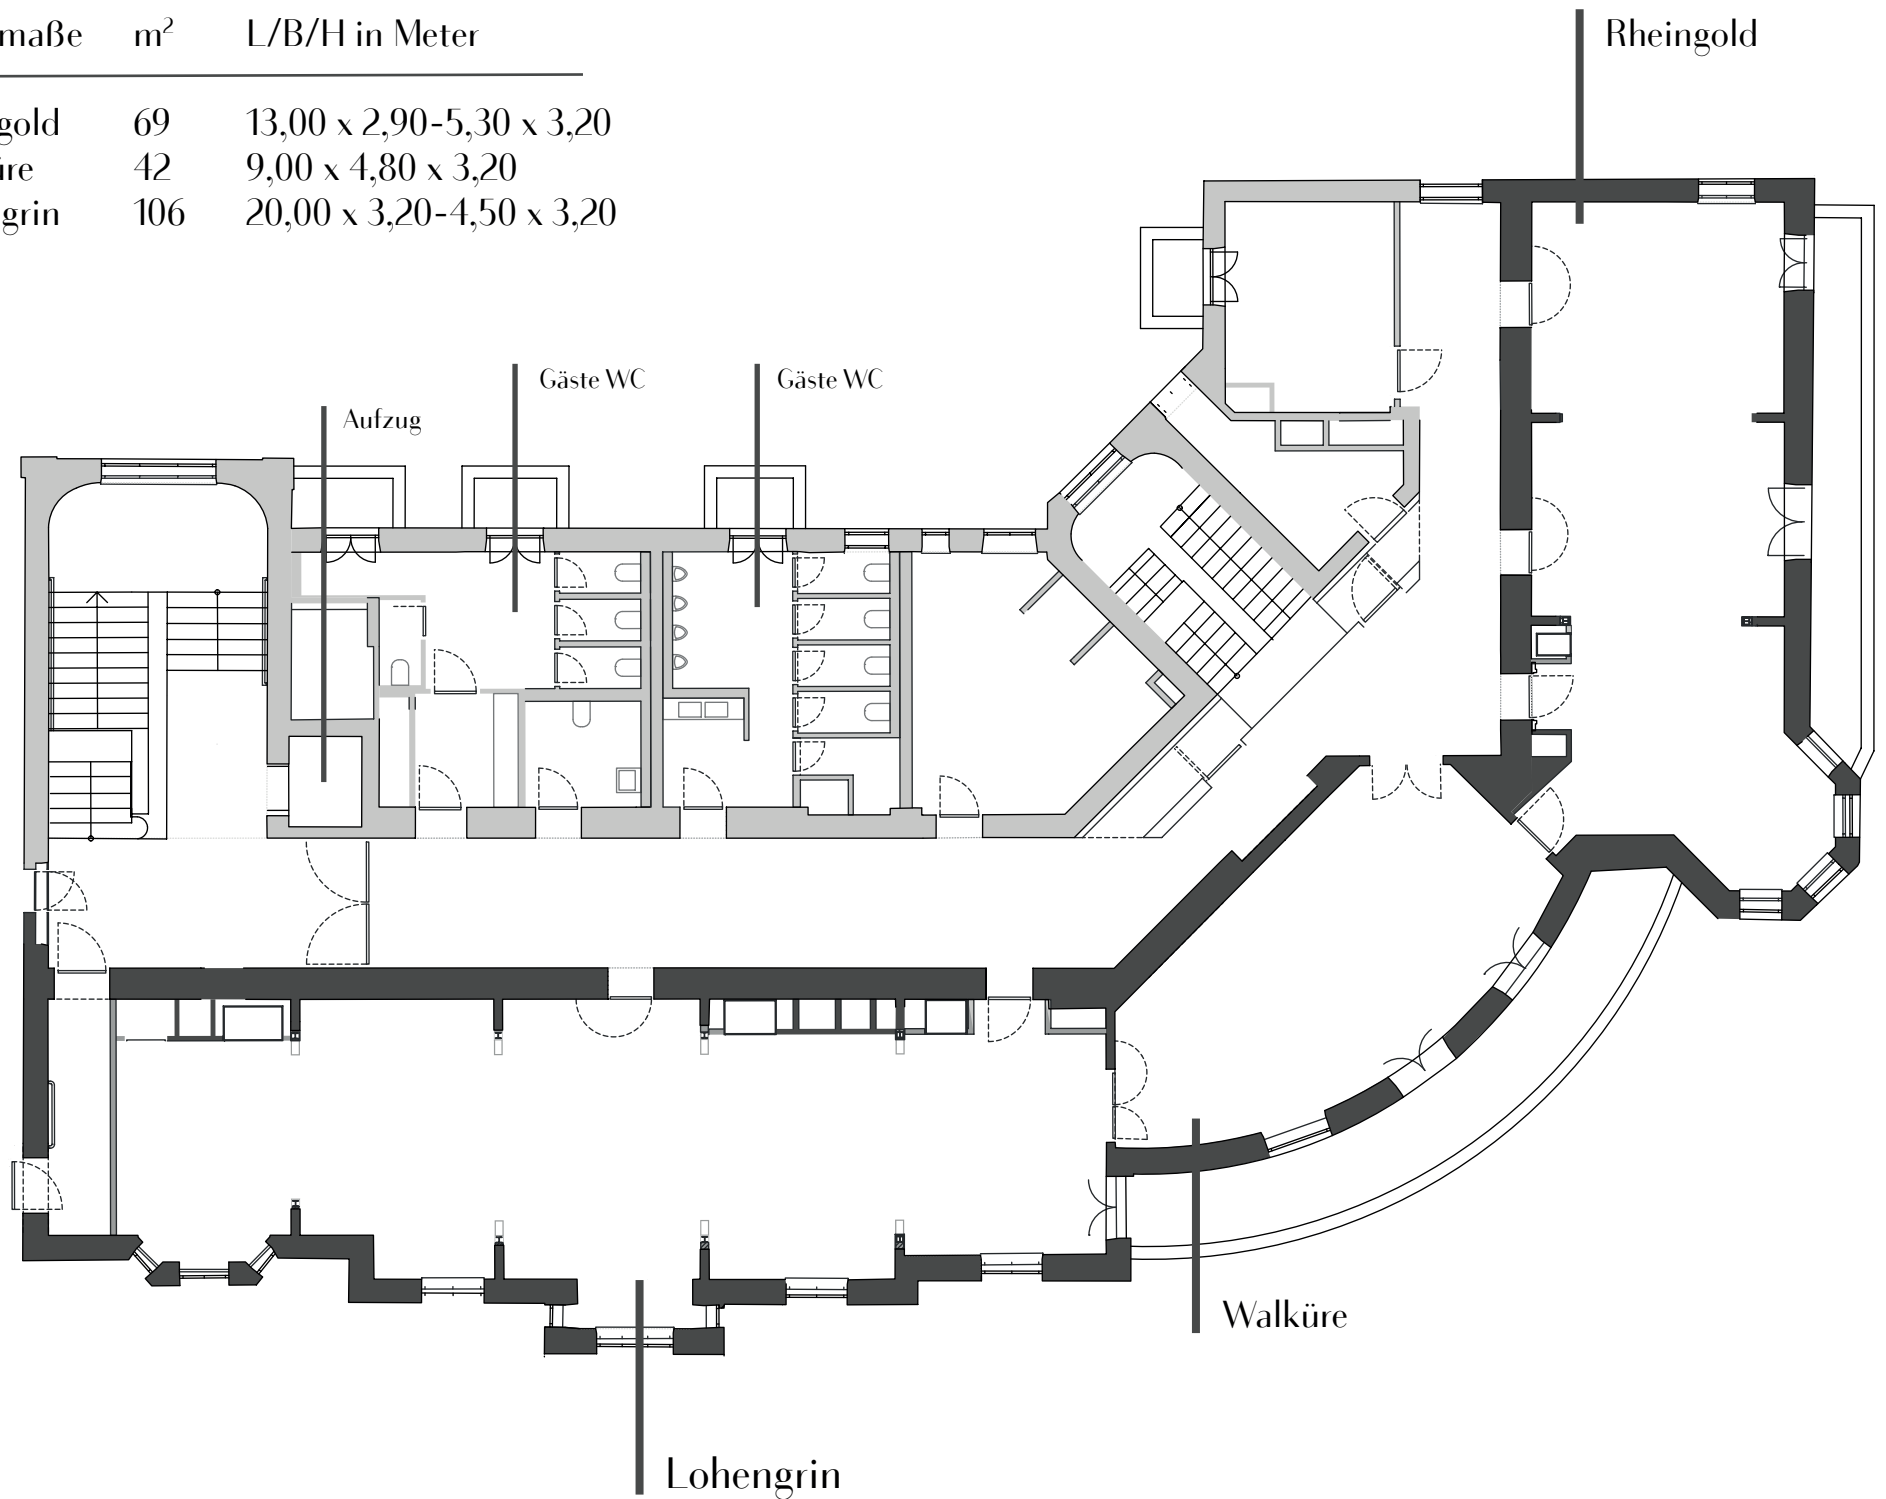 maße m² L/B/H in Meter
gold 69 13,00 x 2,90-5,30 x 3,20
üre 42 9,00 x 4,80 x 3,20
grin 106 20,00 x 3,20-4,50 x 3,20
Rheingold
Gäste WC
Gäste WC
Aufzug
Walküre
Lohengrin